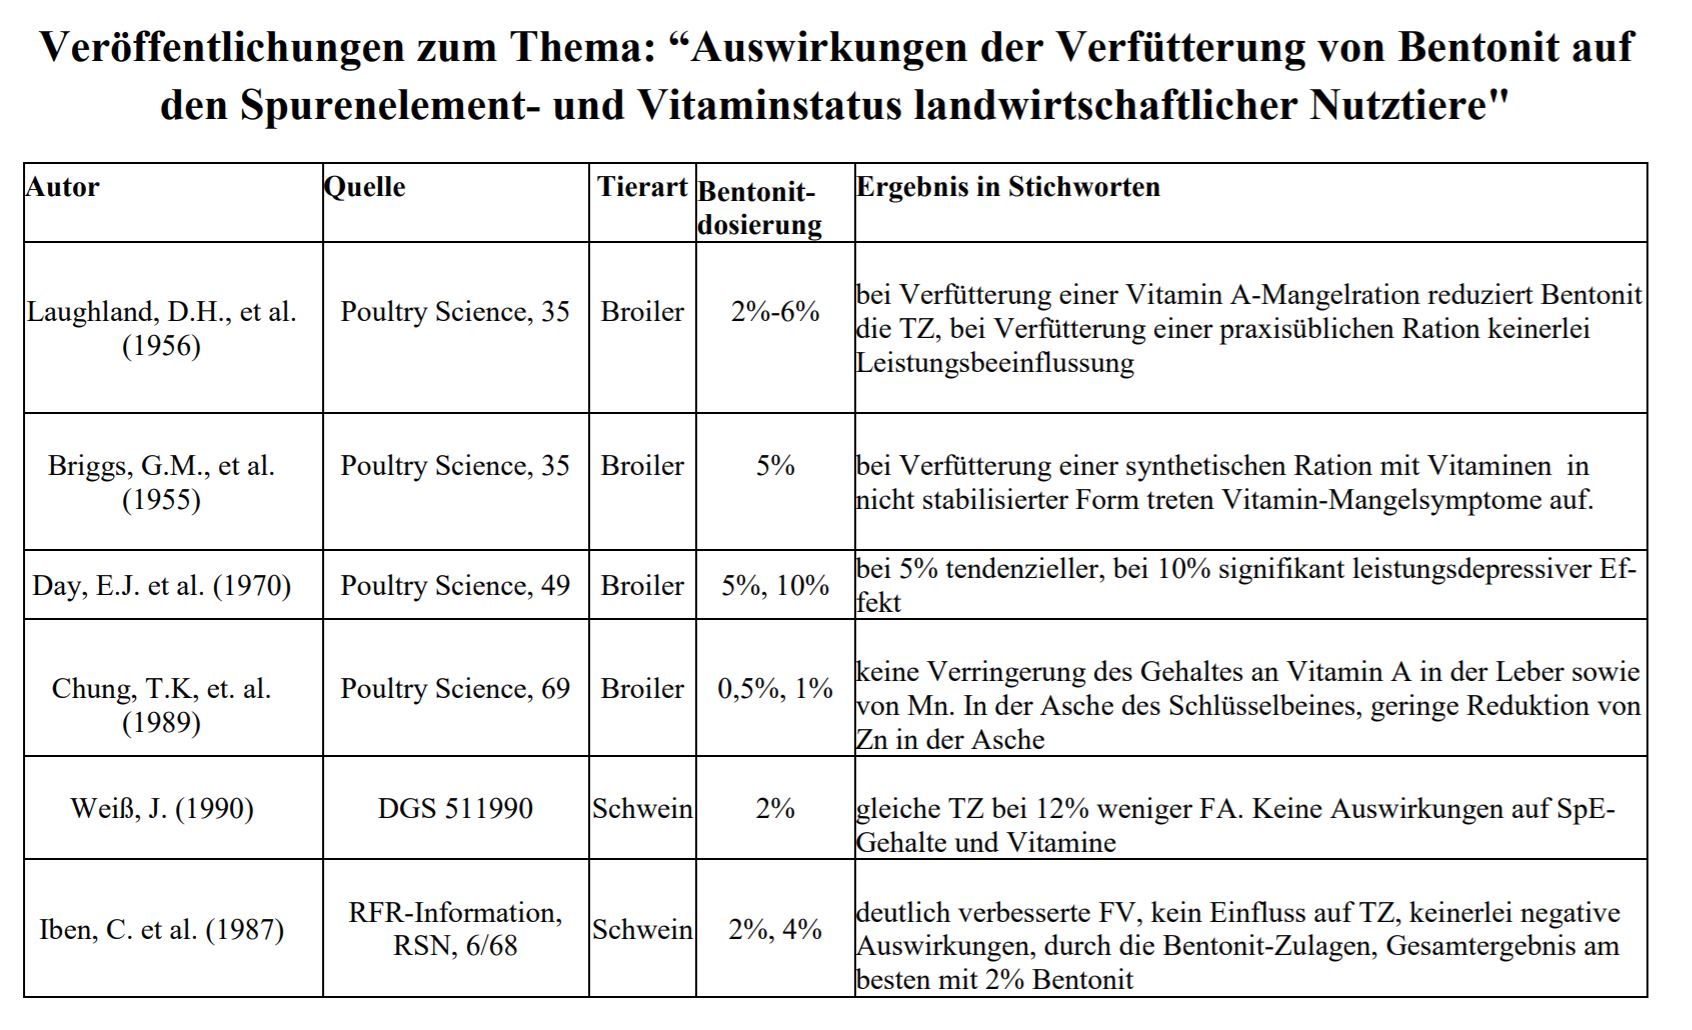 Veröffentlichungen zum Thema: “Auswirkungen der Verfütterung von Bentonit auf
den Spurenelement- und Vitaminstatus landwirtschaftlicher Nutztiere"
Autor
Quelle
Tierart
Bentonit-
dosierung
Ergebnis in Stichworten
Laughland, D.H., et al.
(1956)
Poultry Science, 35
Broiler
2%-6%
bei Verfütterung einer Vitamin A-Mangelration reduziert Bentonit
die TZ, bei Verfütterung einer praxisüblichen Ration keinerlei
Leistungsbeeinflussung
Briggs, G.M., et al.
(1955)
Poultry Science, 35
Broiler
5%
bei Verfütterung einer synthetischen Ration mit Vitaminen  in
nicht stabilisierter Form treten Vitamin-Mangelsymptome auf.
Day, E.J. et al. (1970)
Poultry Science, 49
Broiler
5%, 10%
bei 5% tendenzieller, bei 10% signifikant leistungsdepressiver Ef-
fekt
Chung, T.K, et. al.
(1989)
Poultry Science, 69
Broiler
0,5%, 1%
keine Verringerung des Gehaltes an Vitamin A in der Leber sowie
von Mn. In der Asche des Schlüsselbeines, geringe Reduktion von
Zn in der Asche
Weiß, J. (1990)
DGS 511990
Schwein
2%
gleiche TZ bei 12% weniger FA. Keine Auswirkungen auf SpE-
Gehalte und Vitamine
Iben, C. et al. (1987)
RFR-Information,
RSN, 6/68
Schwein
2%, 4%
deutlich verbesserte FV, kein Einfluss auf TZ, keinerlei negative
Auswirkungen, durch die Bentonit-Zulagen, Gesamtergebnis am
besten mit 2% Bentonit